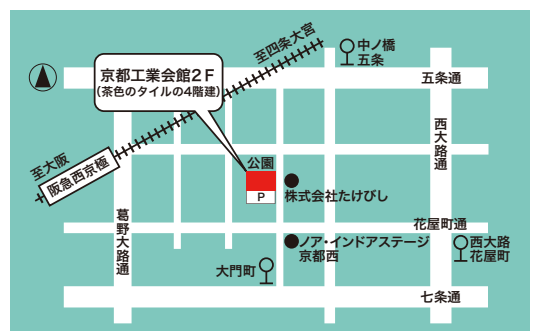 至四条大宮
中ノ橋
五条
京都工業会館2F
(茶色のタイルの4階建)
五条通
西大路通
至大阪
阪急西京極
公園
P
株式会社たけびし
葛野大路通
花屋町通
ノア・インドアステージ
京都西
西大路
花屋町
大門町
七条通